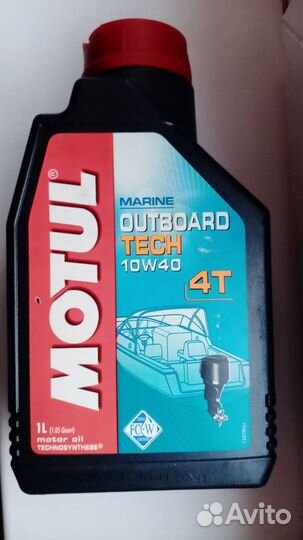 MOTUL®
MARINE
OUTBOARD
TECH
10W40
4T
1L (1.05 Quart)
motor oil
TECHNOSYNTHESE®
FC-W
Avito